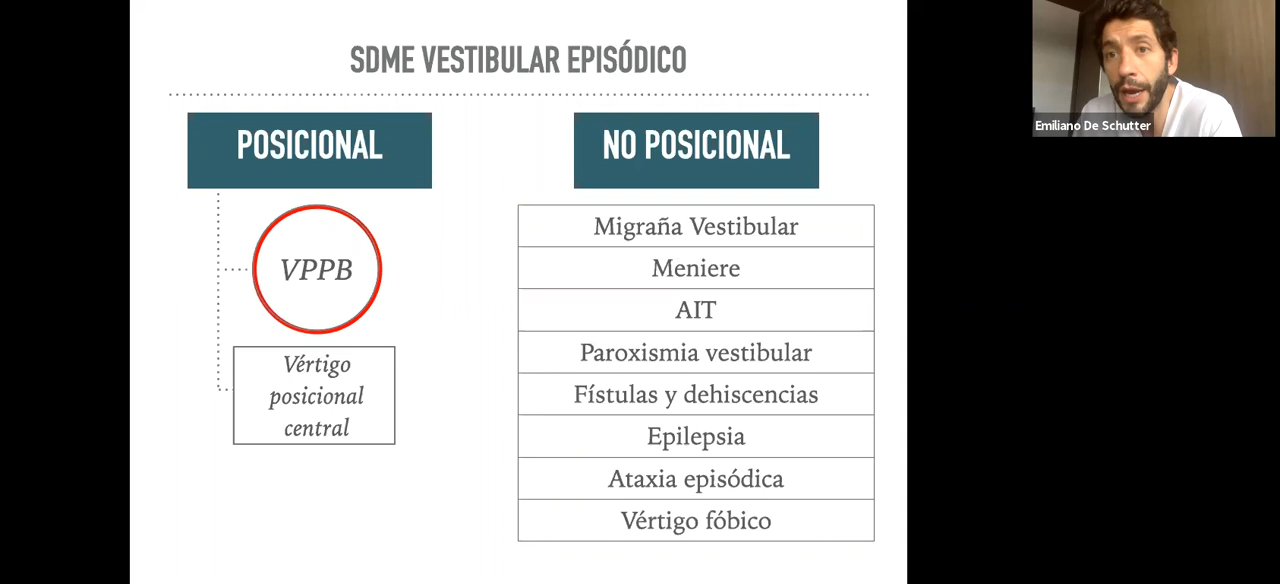 SDME VESTIBULAR EPISÓDICO
POSICIONAL
VPPB
Vértigo
posicional
central
NO POSICIONAL
Migraña Vestibular
Meniere
AIT
Paroxismia vestibular
Fístulas y dehiscencias
Epilepsia
Ataxia episódica
Vértigo fóbico
Emiliano De Schutter